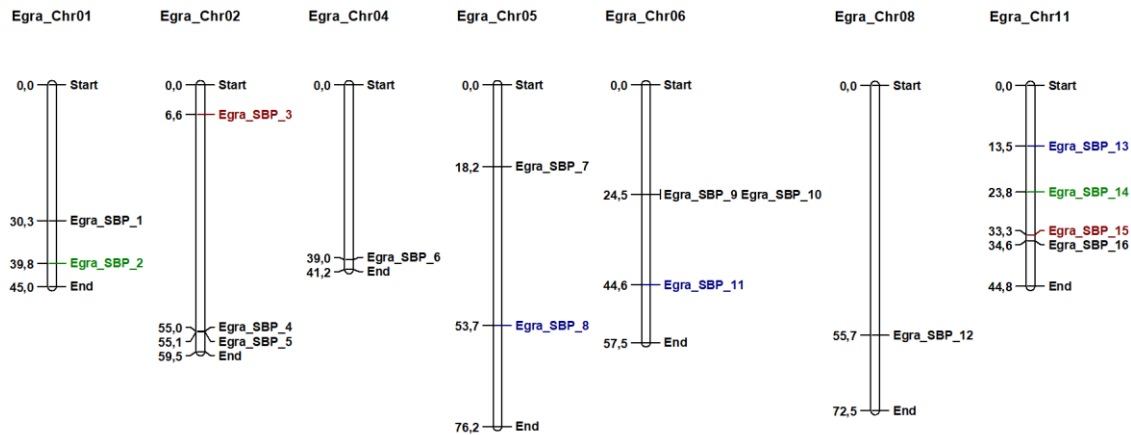 Egra_Chr01
0,0 Start
30,3 Egra_SBP_1
39,8 Egra_SBP_2
45,0 End
Egra_Chr02
0,0 Start
6,6 Egra_SBP_3
55,0 Egra_SBP_4
55,1 Egra_SBP_5
59,5 End
Egra_Chr04
0,0 Start
39,0 Egra_SBP_6
41,2 End
Egra_Chr05
0,0 Start
18,2 Egra_SBP_7
53,7 Egra_SBP_8
76,2 End
Egra_Chr06
0,0 Start
24,5 Egra_SBP_9 Egra_SBP_10
44,6 Egra_SBP_11
57,5 End
Egra_Chr08
0,0 Start
55,7 Egra_SBP_12
72,5 End
Egra_Chr11
0,0 Start
13,5 Egra_SBP_13
23,8 Egra_SBP_14
33,3 Egra_SBP_15
34,6 Egra_SBP_16
44,8 End